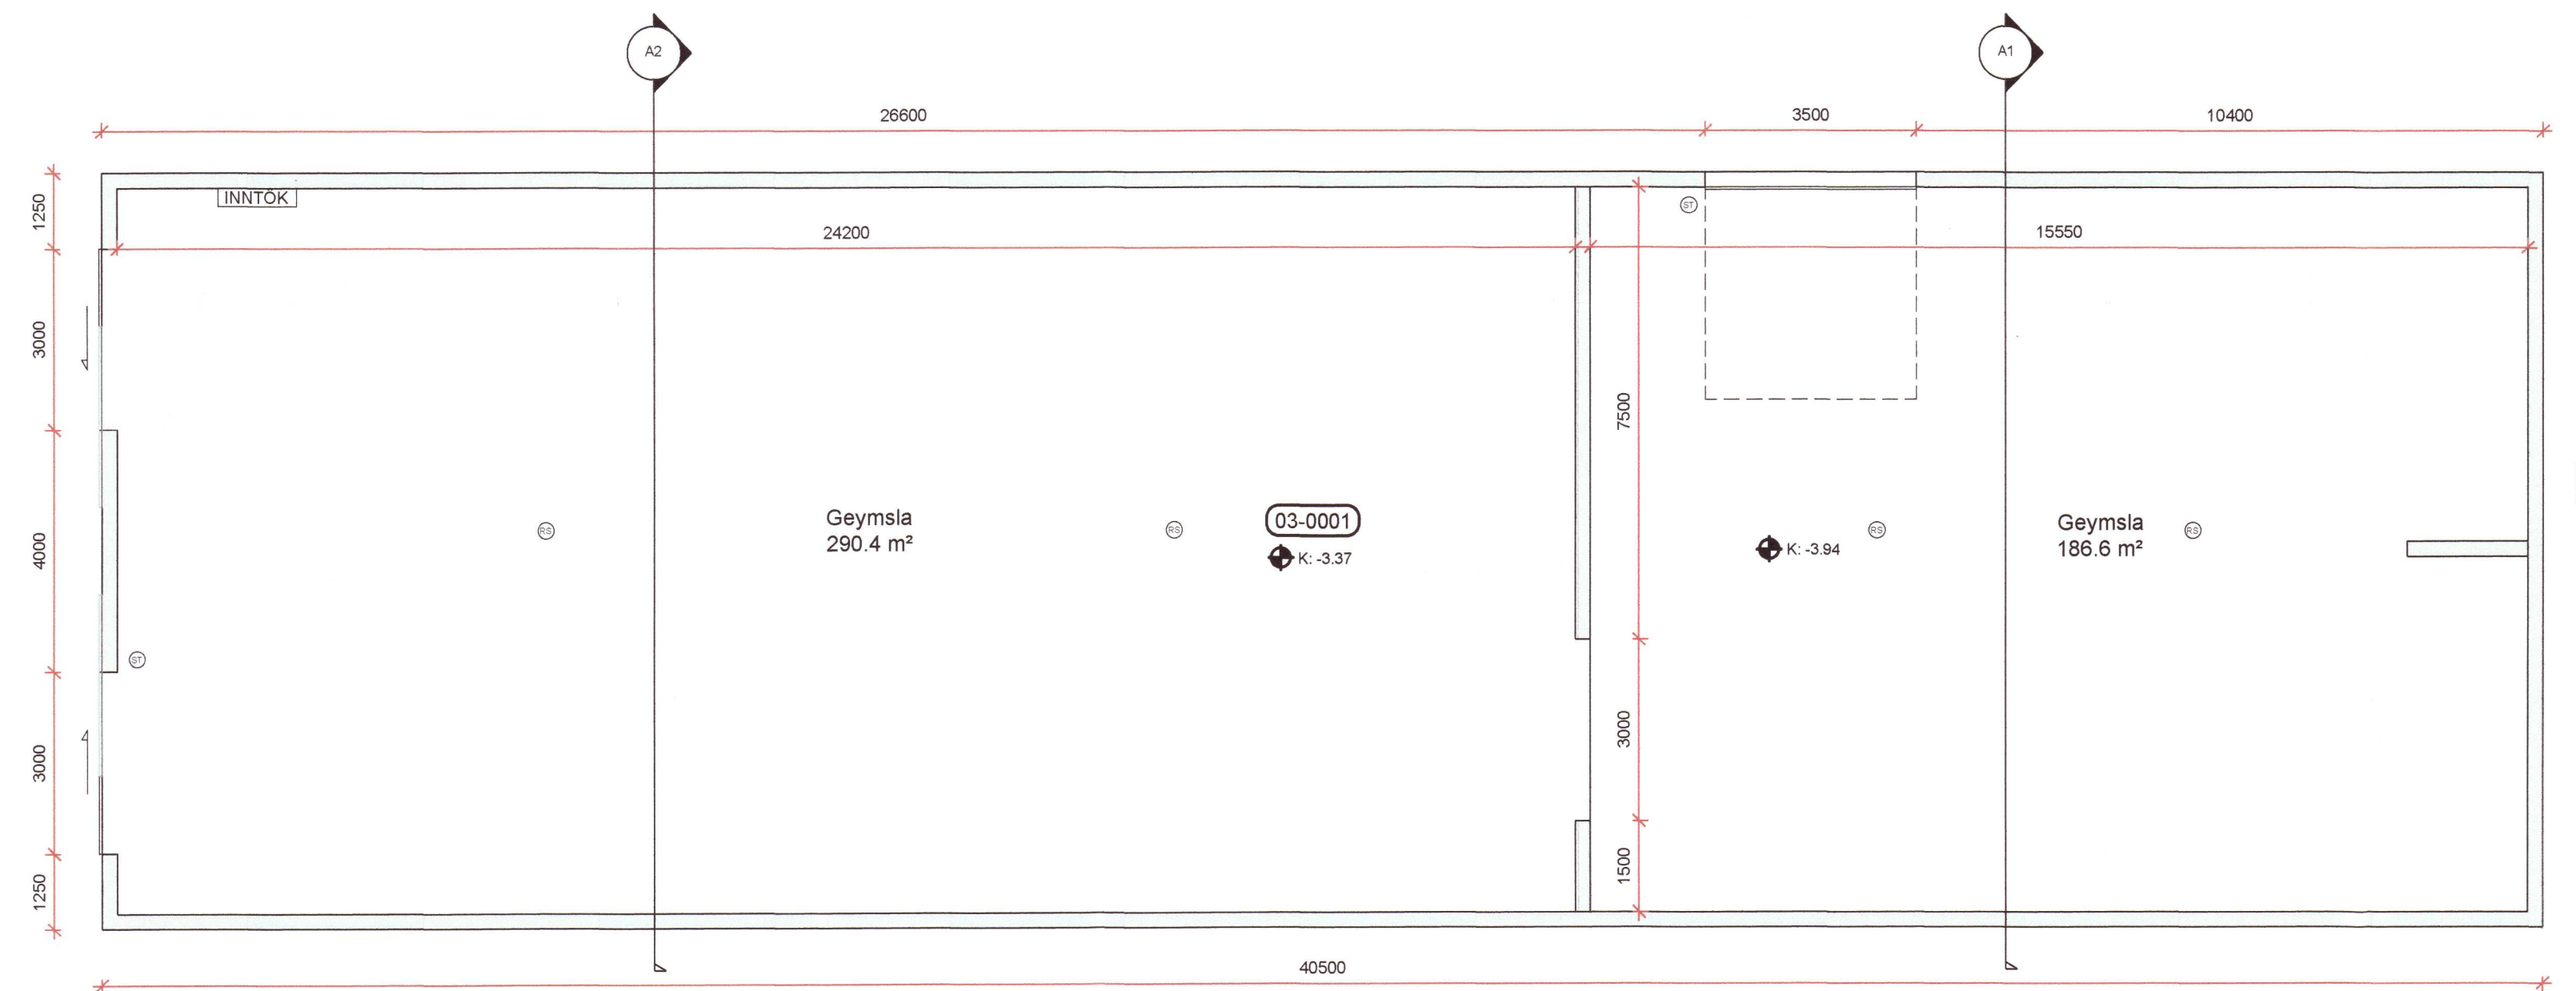 A2
A1
26600
3500
10400
INNTÖK
ST
24200
15550
1250
3000
4000
3000
1250
7500
3000
1500
Geymsla
290.4 m²
RS
RS
03-0001
K: -3.37
K: -3.94
RS
Geymsla
186.6 m²
RS
ST
40500